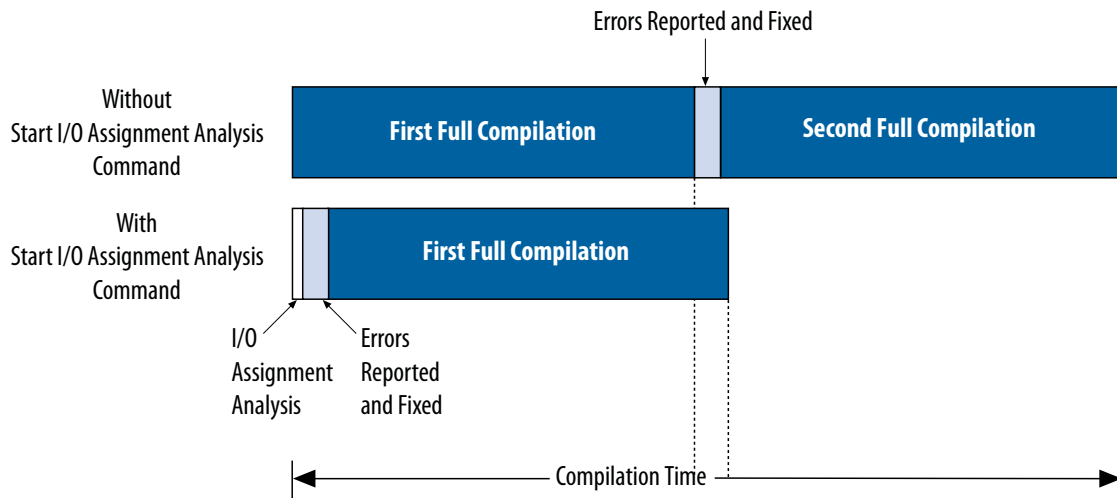 Errors Reported and Fixed
Without
Start I/O Assignment Analysis
Command
First Full Compilation
Second Full Compilation
With
Start I/O Assignment Analysis
Command
First Full Compilation
I/O
Assignment
Analysis
Errors
Reported
and Fixed
Compilation Time